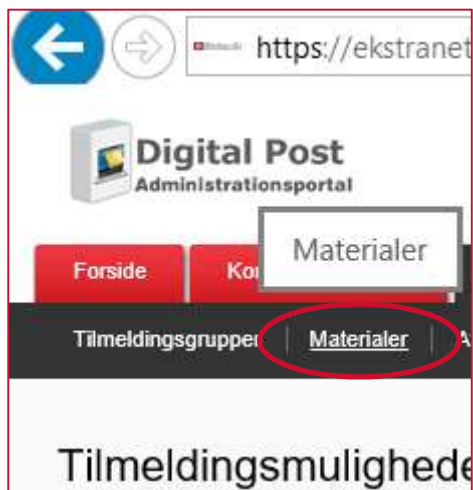 https://ekstranet
Digital Post
Administrationsportal
Materialer
Forside
Tilmeldingsgrupper Materialer
Tilmeldingsmulighede